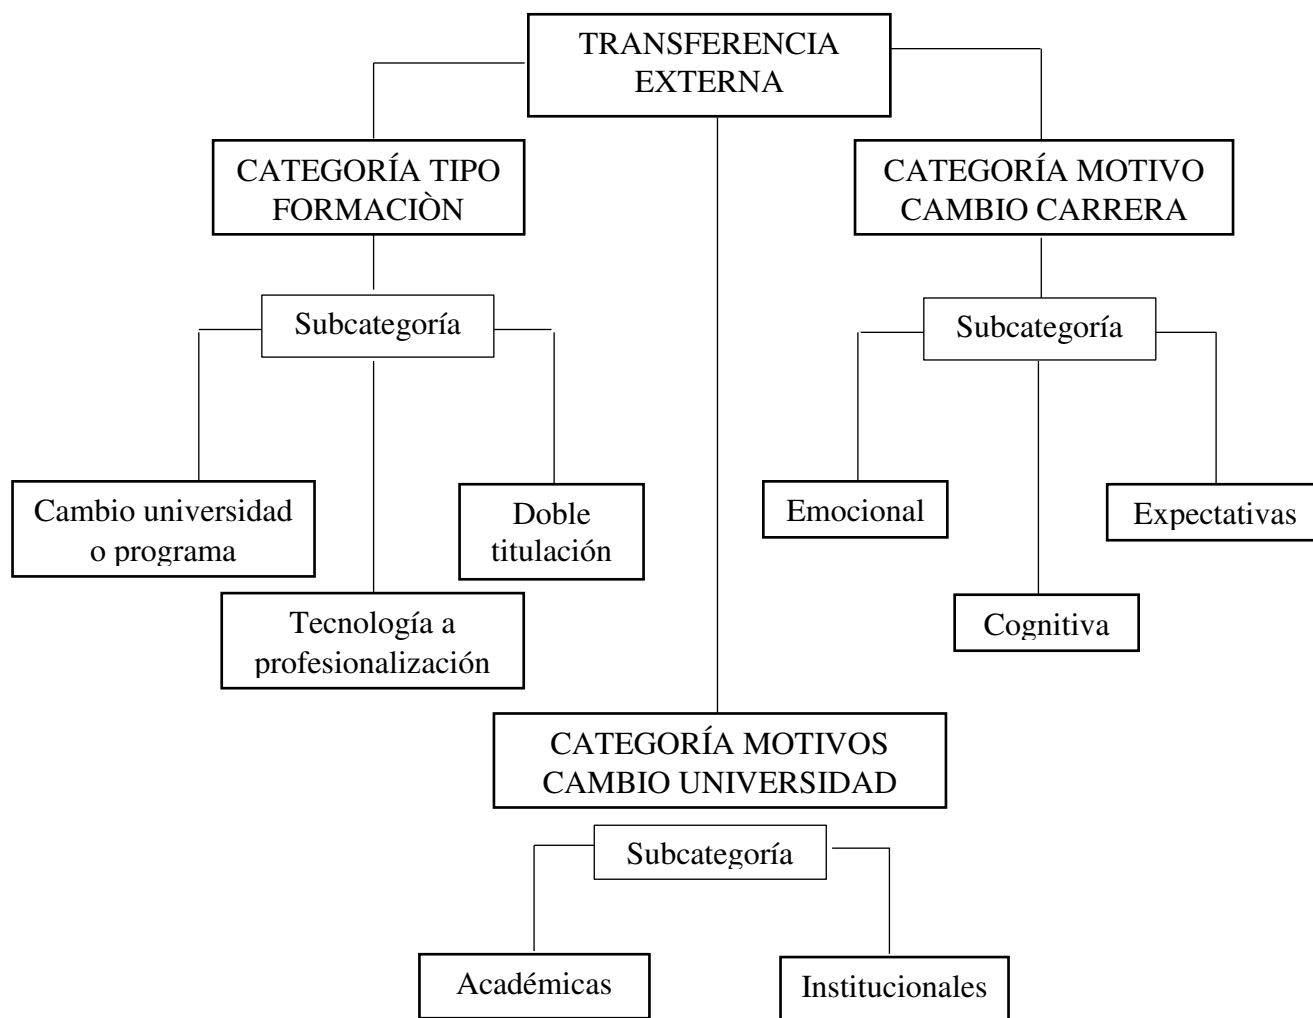 TRANSFERENCIA
EXTERNA
CATEGORÍA TIPO
FORMACIÒN
CATEGORÍA MOTIVO
CAMBIO CARRERA
Subcategoría
Subcategoría
Cambio universidad
o programa
Doble
titulación
Emocional
Expectativas
Tecnología a
profesionalización
Cognitiva
CATEGORÍA MOTIVOS
CAMBIO UNIVERSIDAD
Subcategoría
Académicas
Institucionales